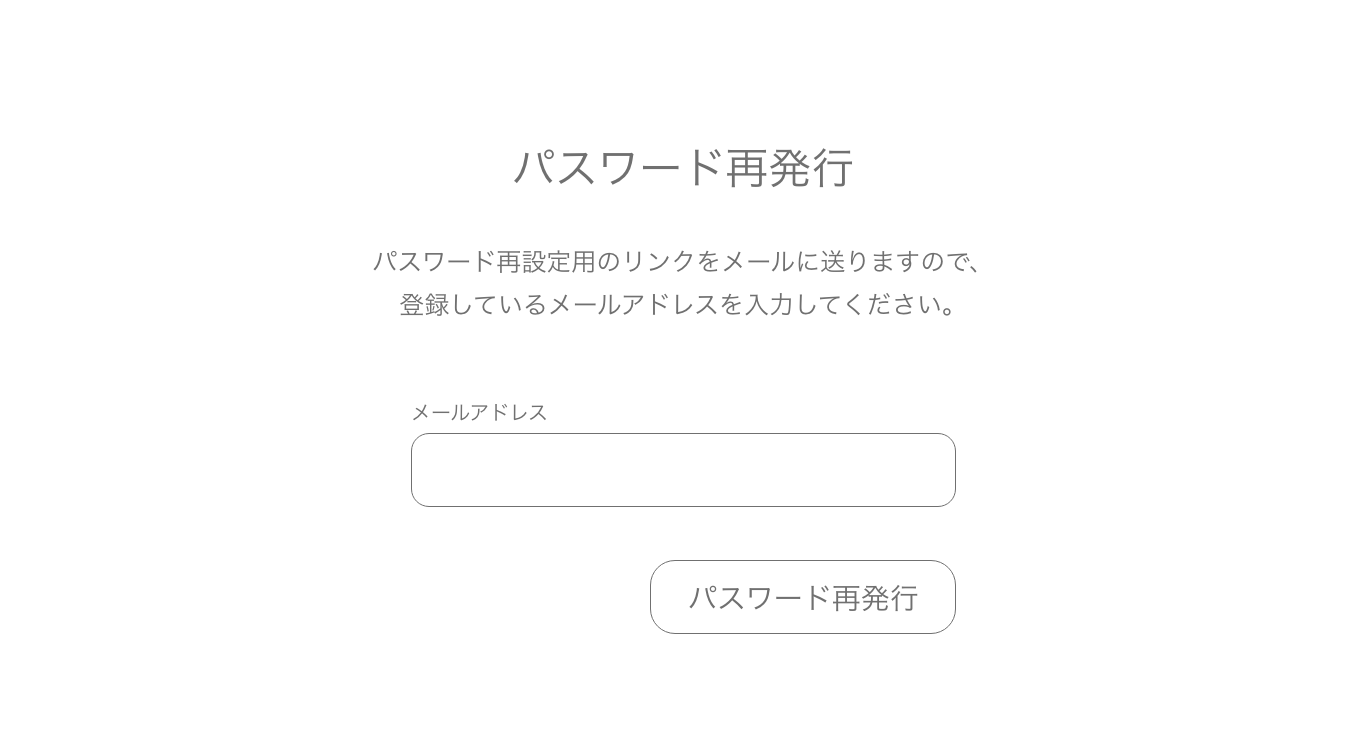 パスワード再発行
パスワード再設定用のリンクをメールに送りますので、
登録しているメールアドレスを入力してください。
メールアドレス
パスワード再発行